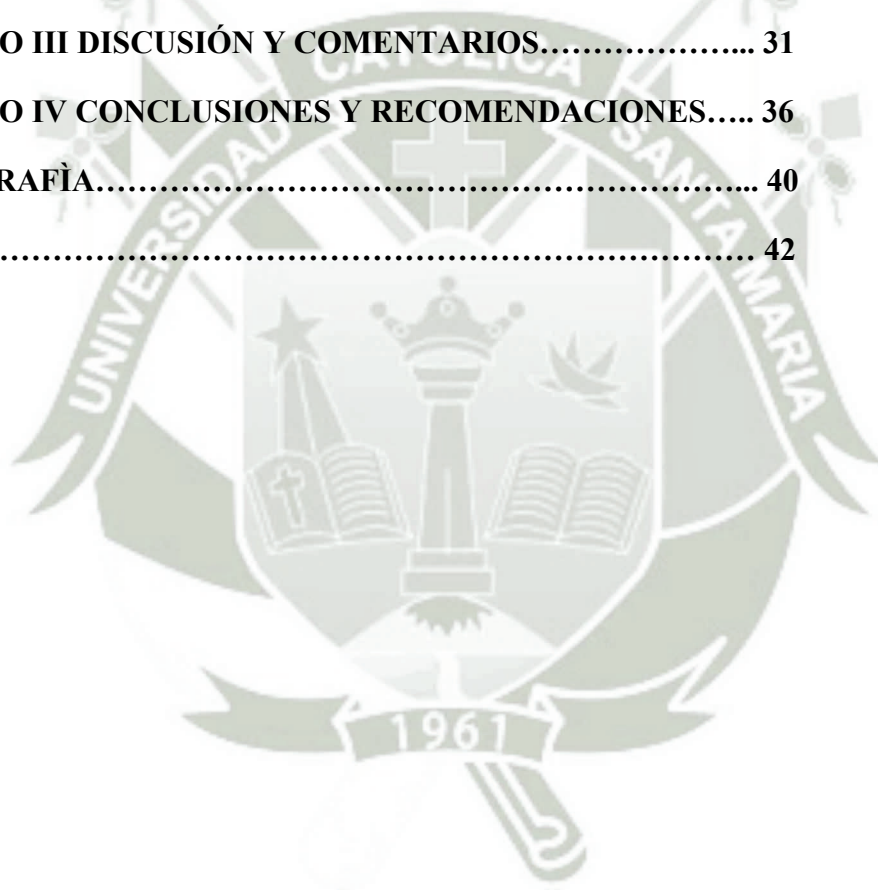 O III DISCUSIÓN Y COMENTARIOS………………... 31
O IV CONCLUSIONES Y RECOMENDACIONES….. 36
RAFÌA……………………………………………………... 40
…………………………………………………………… 42
UNIVERSIDAD CATOLICA SANTA MARIA
1961